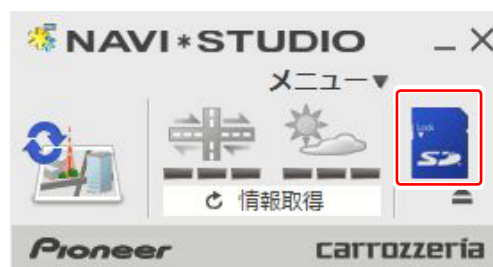 NAVI*STUDIO
メニュー▼
Lock
SD
情報取得
Pioneer carrozzeria